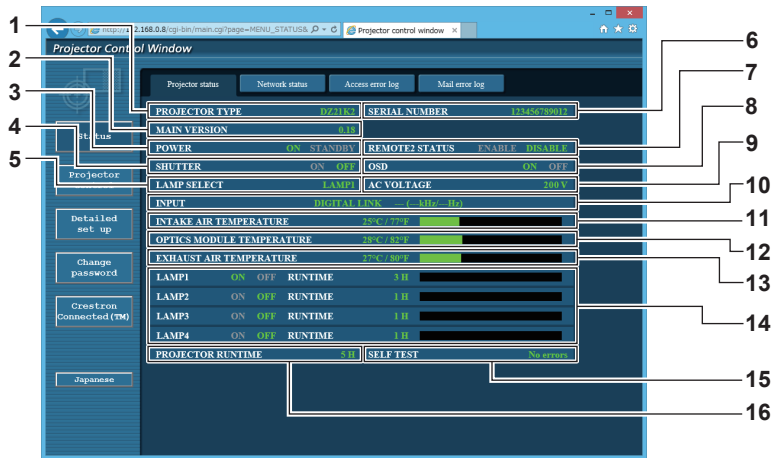 http://192.168.0.8/cgi-bin/main.cgi?page=MENU_STATUS&
Projector control window ×
Projector Control Window
Projector status
Network status
Access error log
Mail error log
Status
Projector
Detailed
set up
Change
password
Crestron
Connected(TM)
Japanese
PROJECTOR TYPE DZ21K2 SERIAL NUMBER 123456789012
MAIN VERSION 0.18
POWER ON STANDBY REMOTE2 STATUS ENABLE DISABLE
SHUTTER ON OFF OSD ON OFF
LAMP SELECT LAMP1 AC VOLTAGE 200 V
INPUT DIGITAL LINK — (—kHz/—Hz)
INTAKE AIR TEMPERATURE 25°C / 77°F
OPTICS MODULE TEMPERATURE 28°C / 82°F
EXHAUST AIR TEMPERATURE 27°C / 80°F
LAMP1 ON OFF RUNTIME 3 H
LAMP2 ON OFF RUNTIME 1 H
LAMP3 ON OFF RUNTIME 1 H
LAMP4 ON OFF RUNTIME 1 H
PROJECTOR RUNTIME 5 H SELF TEST No errors
1
2
3
4
5
6
7
8
9
10
11
12
13
14
15
16